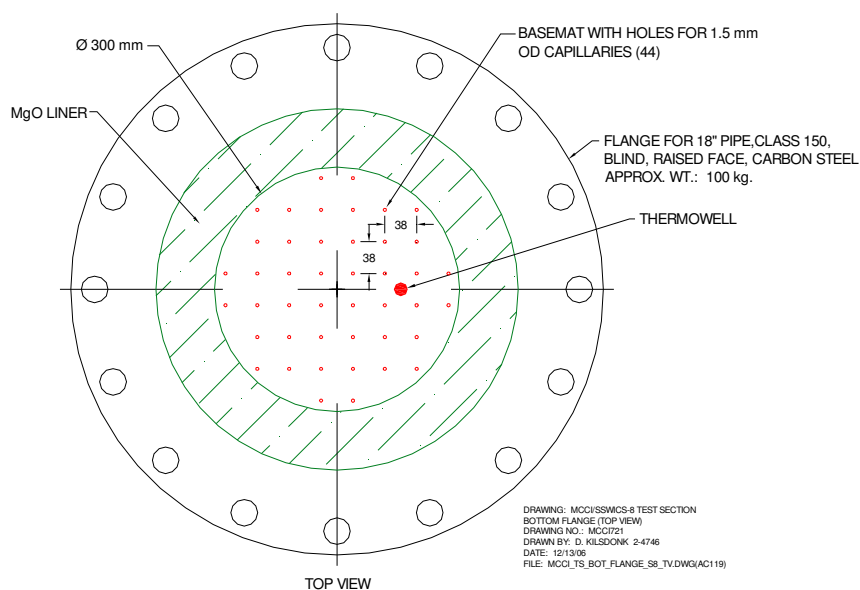 Ø 300 mm
BASEMAT WITH HOLES FOR 1.5 mm
OD CAPILLARIES (44)
MgO LINER
FLANGE FOR 18" PIPE,CLASS 150,
BLIND, RAISED FACE, CARBON STEEL
APPROX. WT.: 100 kg.
THERMOWELL
38
38
DRAWING: MCCI/SSWICS-8 TEST SECTION
BOTTOM FLANGE (TOP VIEW)
DRAWING NO.: MCCI721
DRAWN BY: D. KILSDONK 2-4746
DATE: 12/13/06
FILE: MCCI_TS_BOT_FLANGE_S8_TV.DWG(AC119)
TOP VIEW